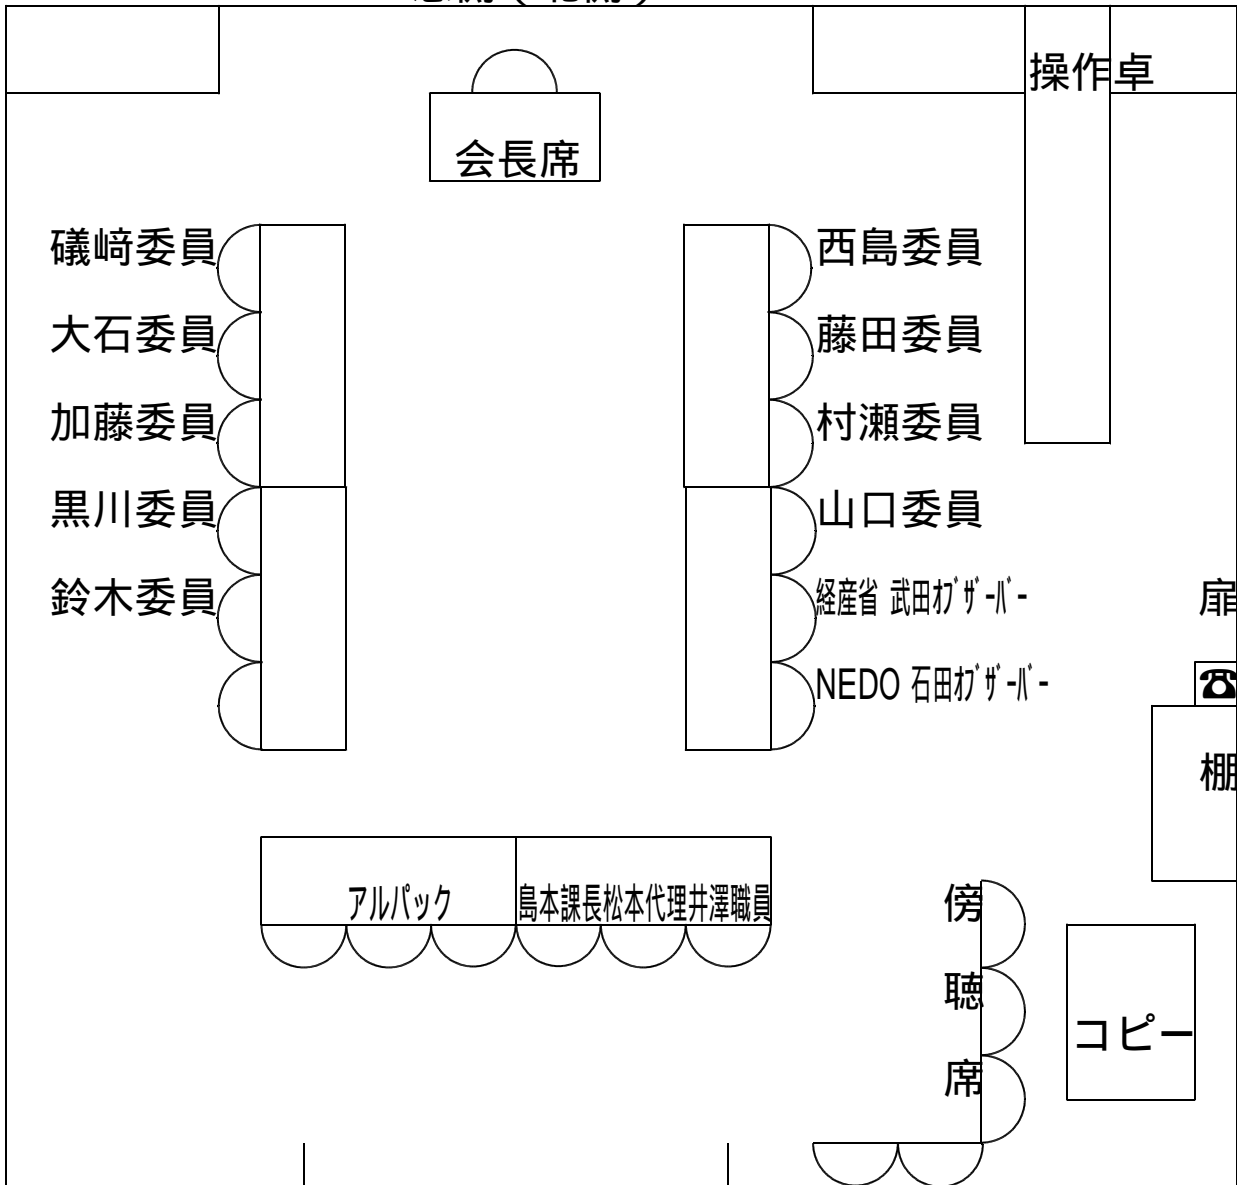 操作卓
会長席
礒﨑委員 西島委員
大石委員 藤田委員
加藤委員 村瀬委員
黒川委員 山口委員
鈴木委員 経産省 武田ｵﾌﾞｻﾞｰﾊﾞｰ 扉
NEDO 石田ｵﾌﾞｻﾞｰﾊﾞｰ ☎
棚
アルパック 島本課長松本代理井澤職員
傍
聴
席
コピー